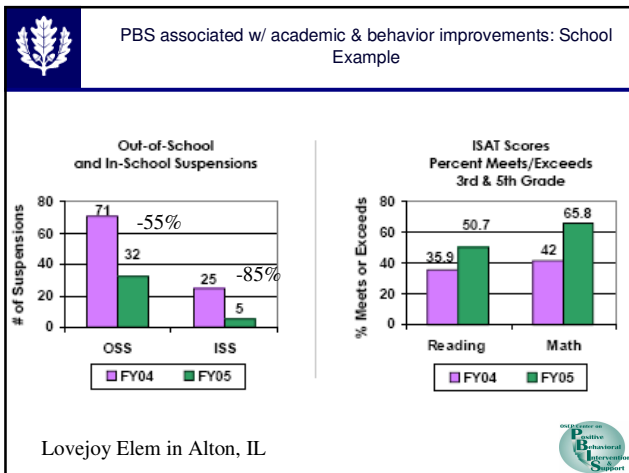 PBS associated w/ academic & behavior improvements: School
Example
Out-of-School
and In-School Suspensions
# of Suspensions
80
60
40
20
0
71
-55%
32
25
-85%
5
OSS
ISS
FY04
FY05
ISAT Scores
Percent Meets/Exceeds
3rd & 5th Grade
% Meets or Exceeds
80
60
40
20
0
35.9
50.7
42
65.8
Reading
Math
FY04
FY05
Lovejoy Elem in Alton, IL
OSEP Center on
Positive
Behavioral
Interventions
&
Support